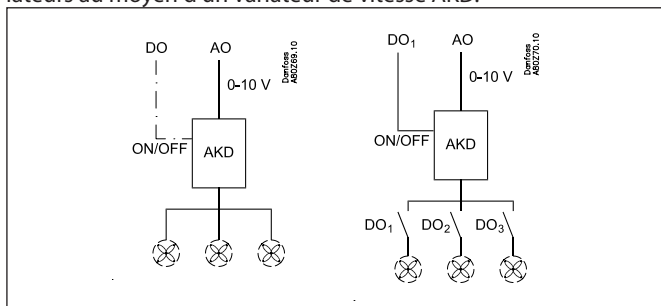 lateurs au moyen d'un variateur de vitesse AKD.
DO AO
0-10 V
Danfoss
A80Z69.10
ON/OFF AKD
DO1 AO
0-10 V
Danfoss
A80Z70.10
ON/OFF AKD
DO1 DO2 DO3